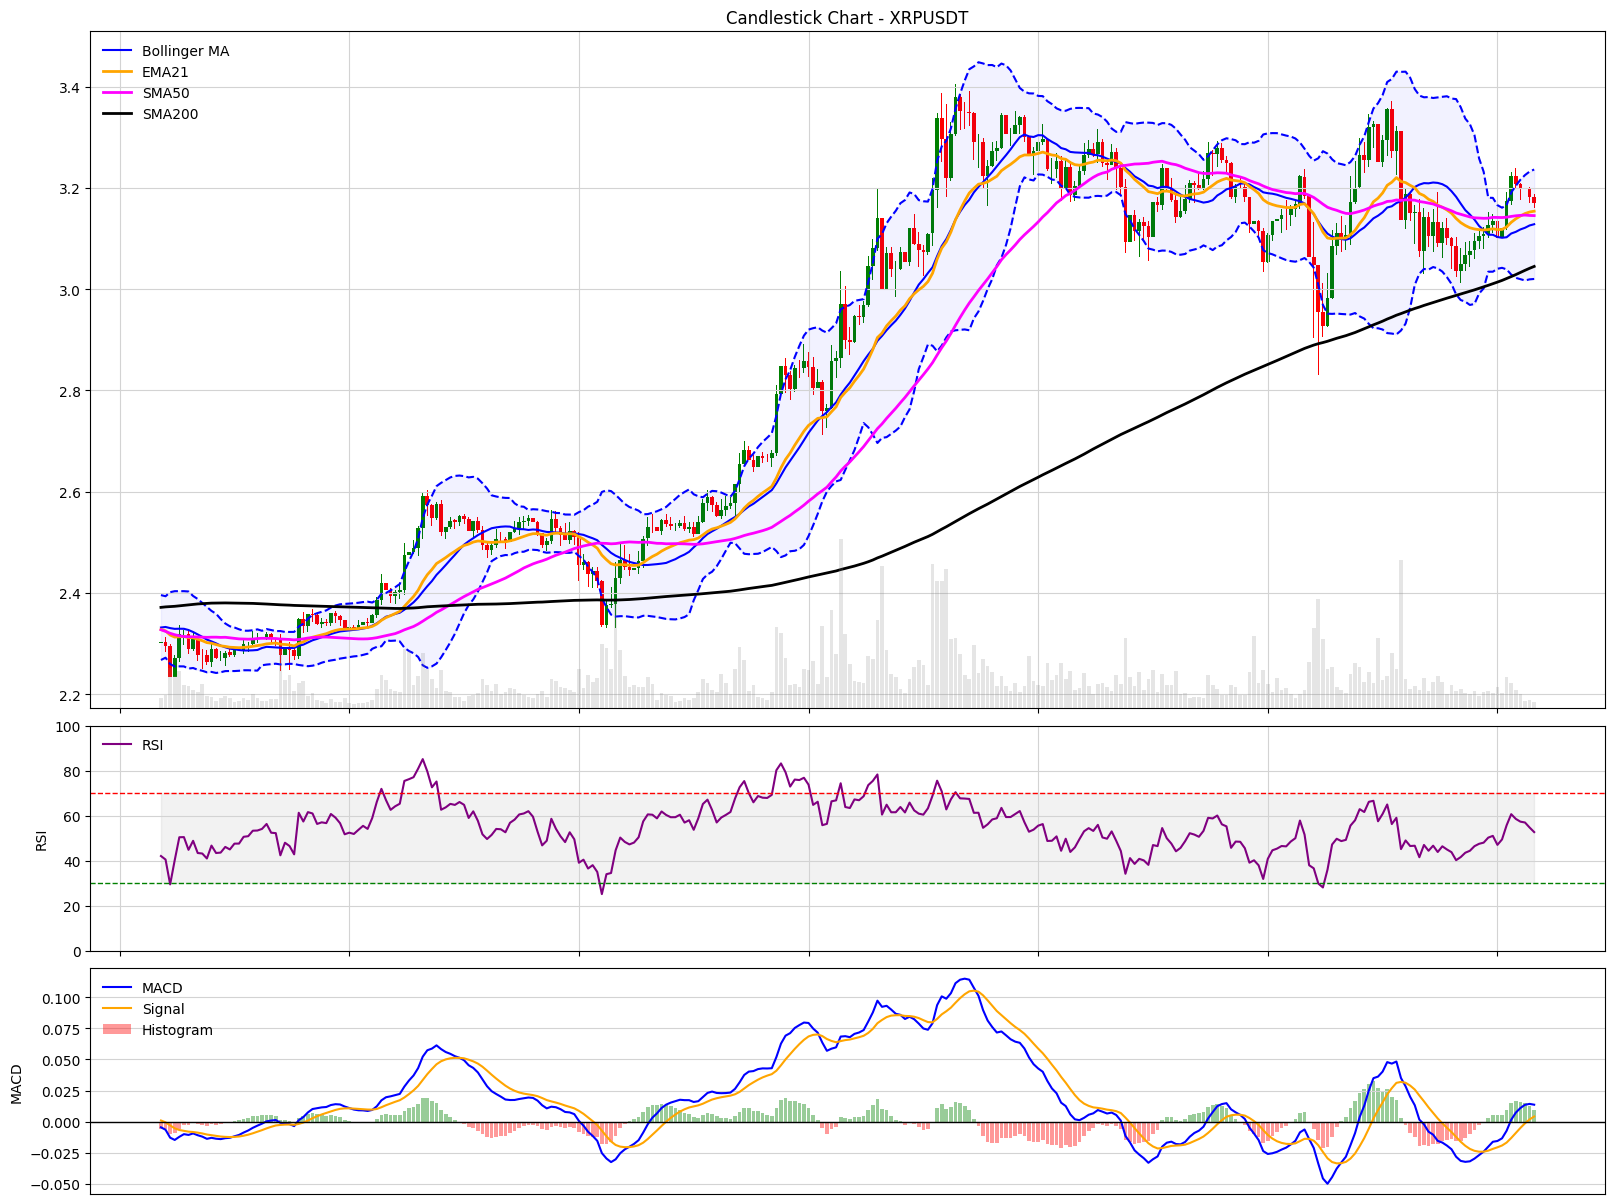 Candlestick Chart - XRPUSDT
Bollinger MA
EMA21
SMA50
SMA200
3.4
3.2
3.0
2.8
2.6
2.4
2.2
RSI
100
80
60
40
20
0
RSI
MACD
Signal
Histogram
0.100
0.075
0.050
0.025
0.000
−0.025
−0.050
MACD